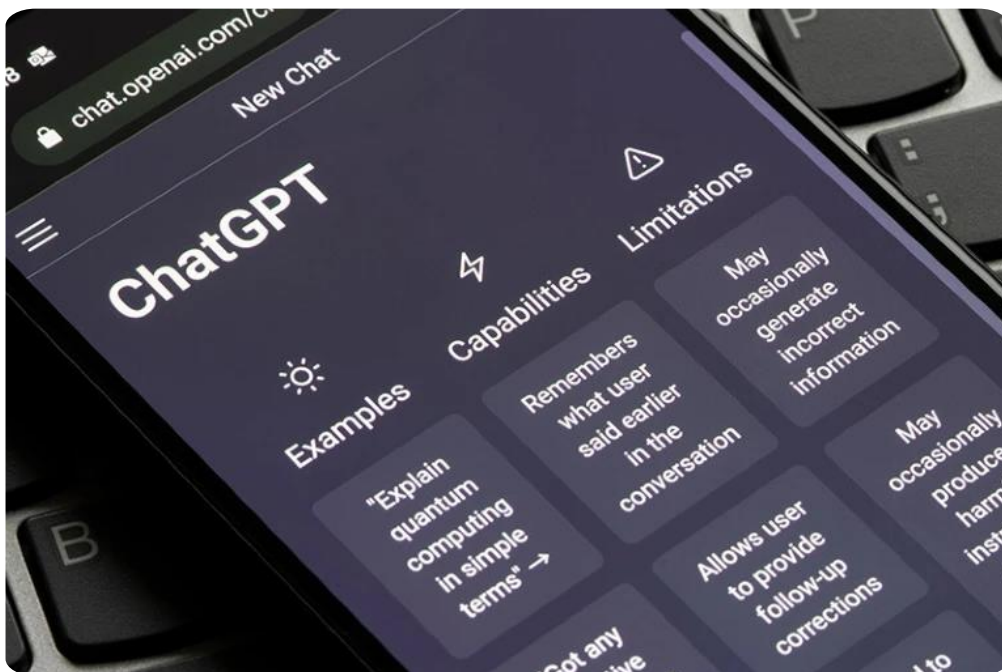 8
chat.openai.com/c
New Chat
ChatGPT
Examples
"Explain
quantum
computing
in simple
terms" →
Got any
Capabilities
Remembers
what user
said earlier
in the
conversation
Allows user
to provide
follow-up
corrections
to
Limitations
May
occasionally
generate
incorrect
information
May
occasionally
produce
P
B
:
;